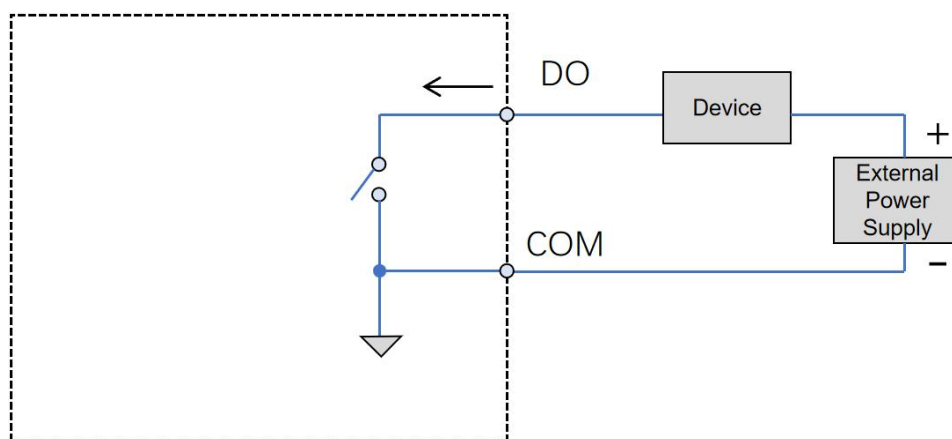 DO
Device
+
External
Power
Supply
COM
−